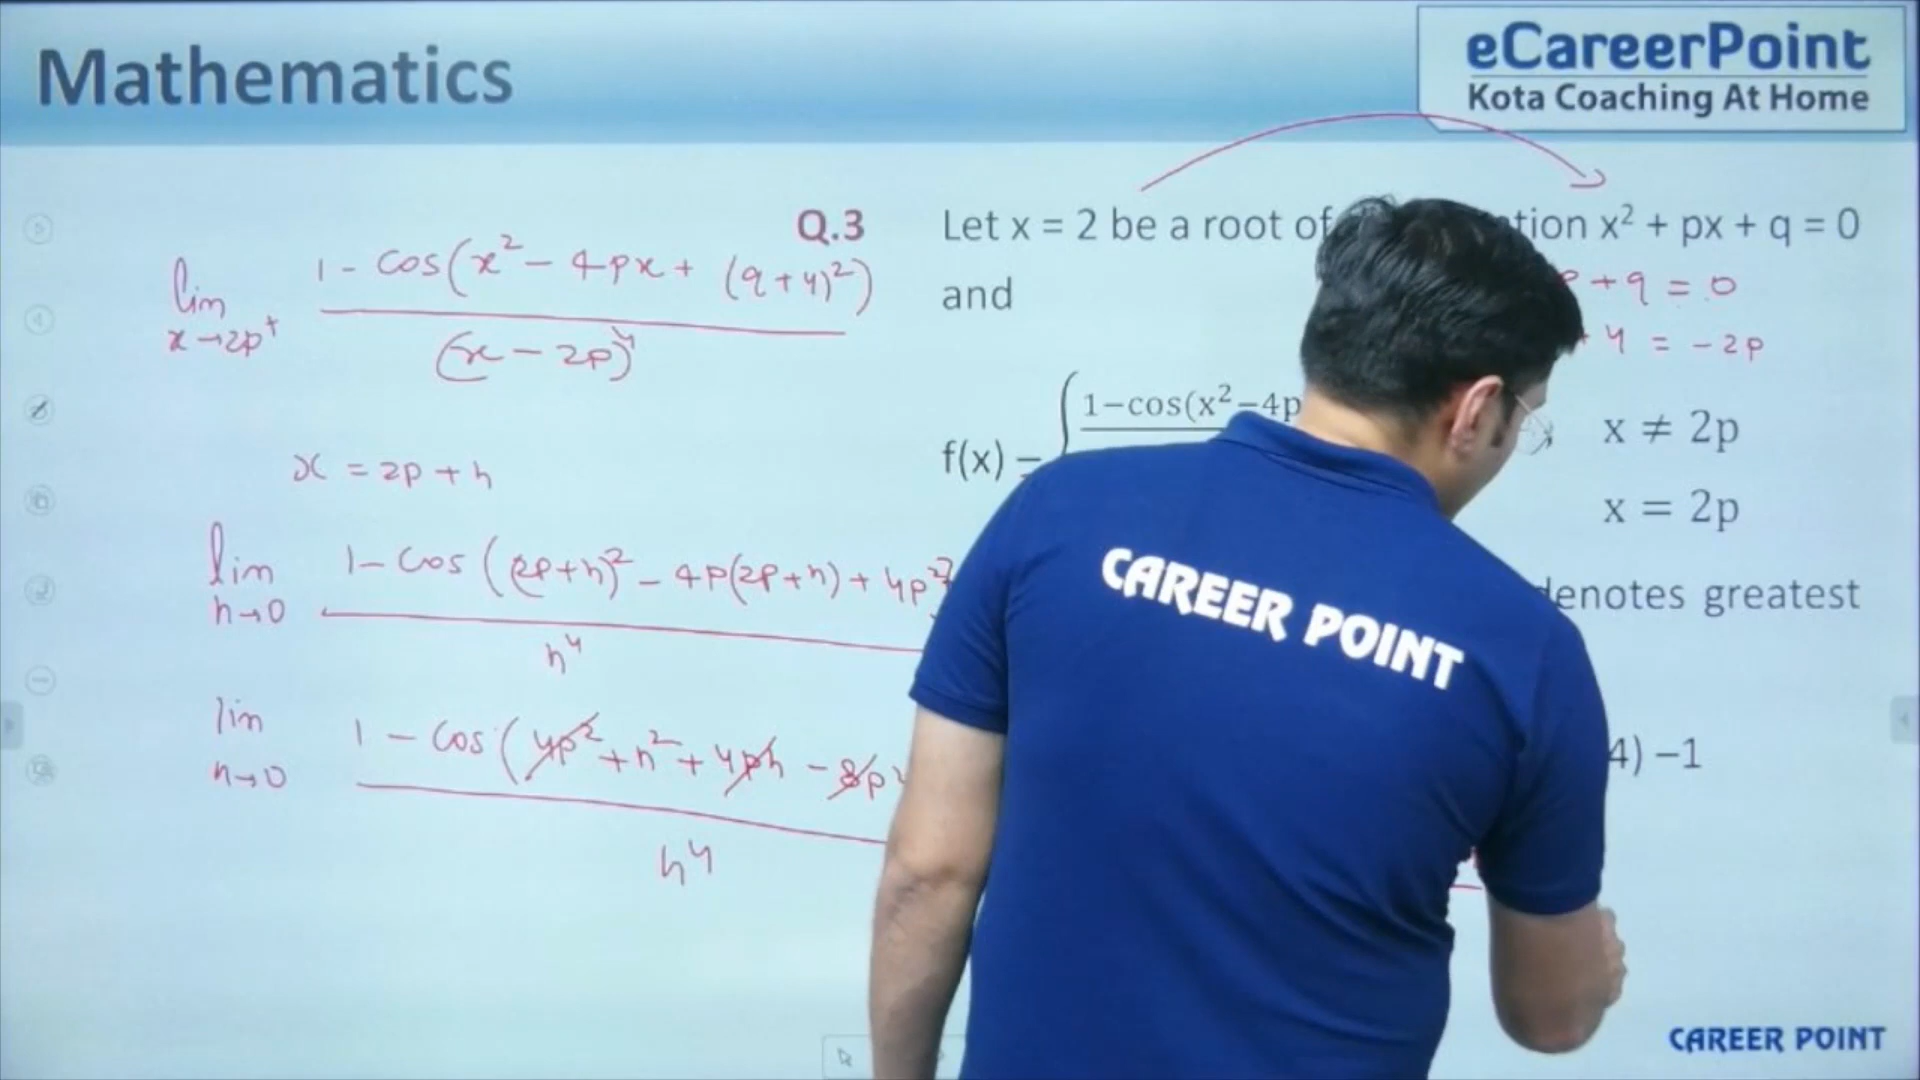 Mathematics
eCareerPoint
Kota Coaching At Home
Q.3 Let x = 2 be a root of tion x² + px + q = 0
and
+ q = 0
4 = -2p
f(x) = { 1−cos(x²−4p , x ≠ 2p
x = 2p
denotes greatest
4) −1
lim x→2p⁺ 1 - cos(x² - 4px + (q+4)²)
(x - 2p)⁴
x = 2p + h
lim h→0 1 - cos((2p+h)² - 4p(2p+h) + 4p²
h⁴
lim h→0 1 - cos(4p² + h² + 4ph - 8p²
h⁴
CAREER POINT
CAREER POINT